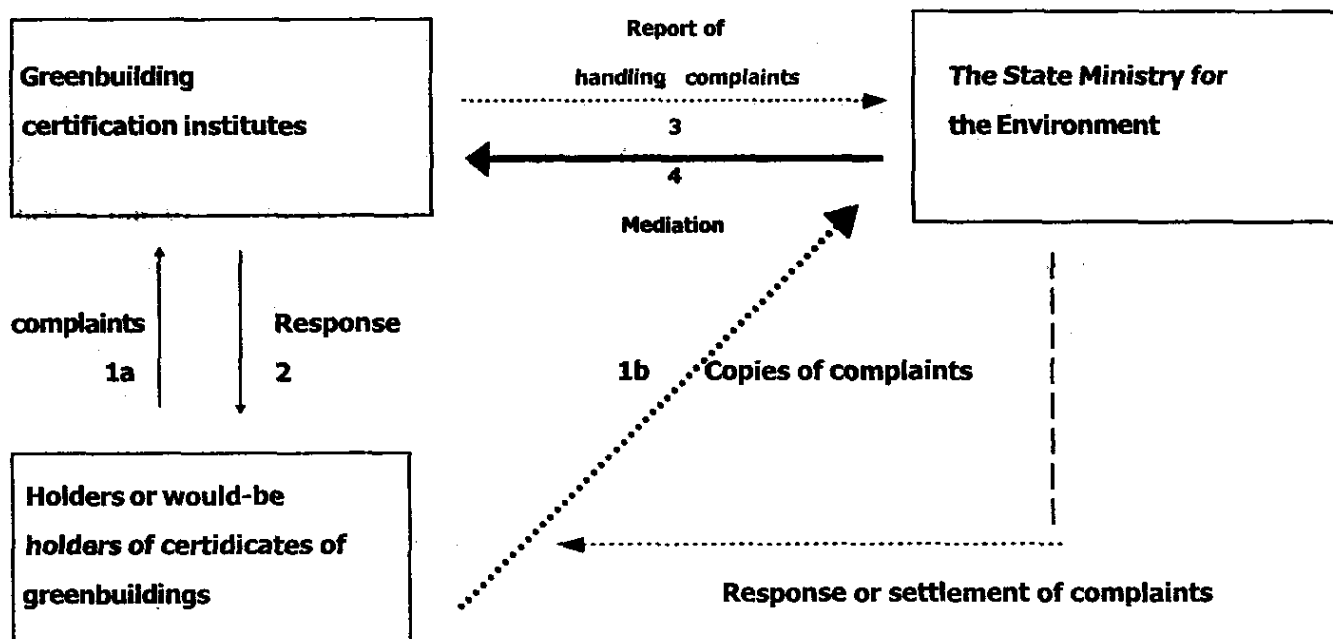 Greenbuilding
certification institutes
Report of
handling complaints
3
4
Mediation
The State Ministry for
the Environment
complaints
1a
Response
2
1b Copies of complaints
Holders or would-be
holders of certidicates of
greenbuildings
Response or settlement of complaints